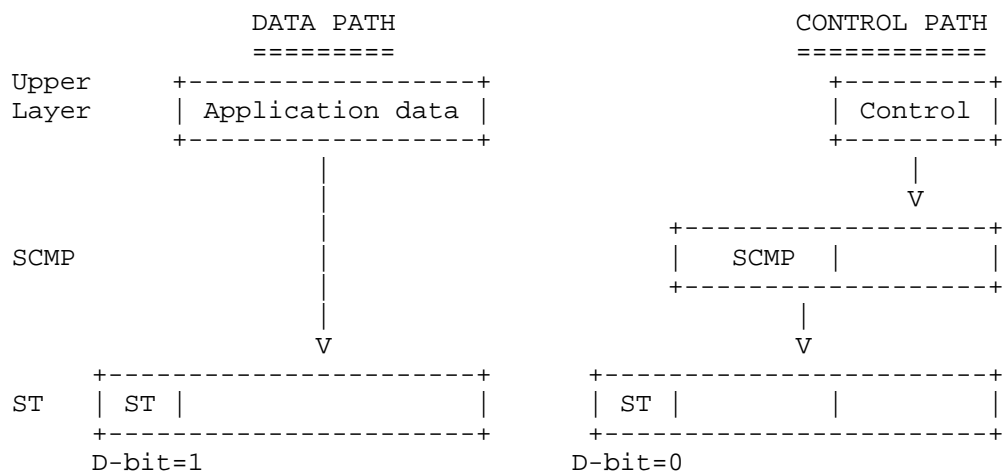 DATA PATH CONTROL PATH
========= ============
Upper
Layer Application data Control
SCMP SCMP
ST ST ST
D-bit=1 D-bit=0